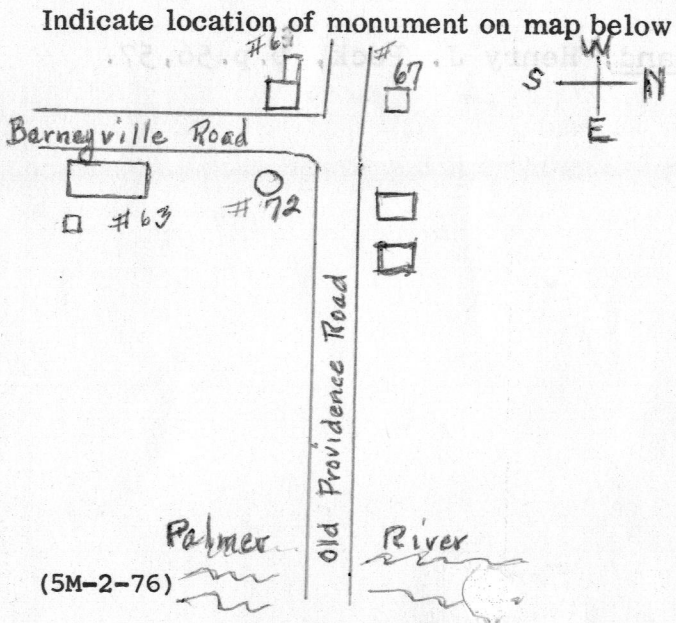 Indicate location of monument on map below
#
67
W
S N
E
Barneyville Road
#63
#72
Old Providence Road
Palmer River
(5M-2-76)